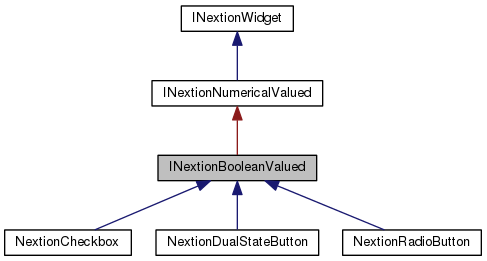 INextionWidget
INextionNumericalValued
INextionBooleanValued
NextionCheckbox
NextionDualStateButton
NextionRadioButton